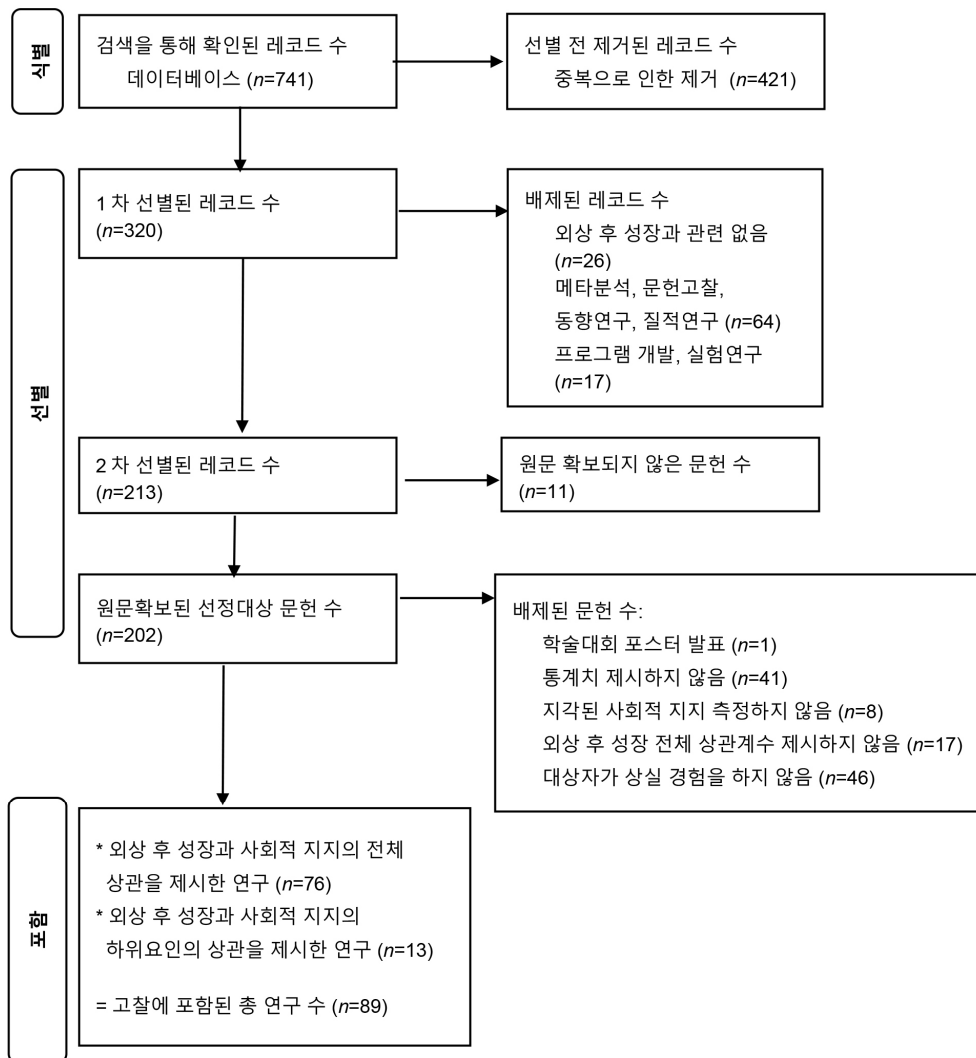 식별
검색을 통해 확인된 레코드 수
데이터베이스 (n=741)
선별 전 제거된 레코드 수
중복으로 인한 제거 (n=421)
선별
1 차 선별된 레코드 수
(n=320)
배제된 레코드 수
외상 후 성장과 관련 없음
(n=26)
메타분석, 문헌고찰,
동향연구, 질적연구 (n=64)
프로그램 개발, 실험연구
(n=17)
2 차 선별된 레코드 수
(n=213)
원문 확보되지 않은 문헌 수
(n=11)
원문확보된 선정대상 문헌 수
(n=202)
배제된 문헌 수:
학술대회 포스터 발표 (n=1)
통계치 제시하지 않음 (n=41)
지각된 사회적 지지 측정하지 않음 (n=8)
외상 후 성장 전체 상관계수 제시하지 않음 (n=17)
대상자가 상실 경험을 하지 않음 (n=46)
포함
* 외상 후 성장과 사회적 지지의 전체
상관을 제시한 연구 (n=76)
* 외상 후 성장과 사회적 지지의
하위요인의 상관을 제시한 연구 (n=13)
= 고찰에 포함된 총 연구 수 (n=89)